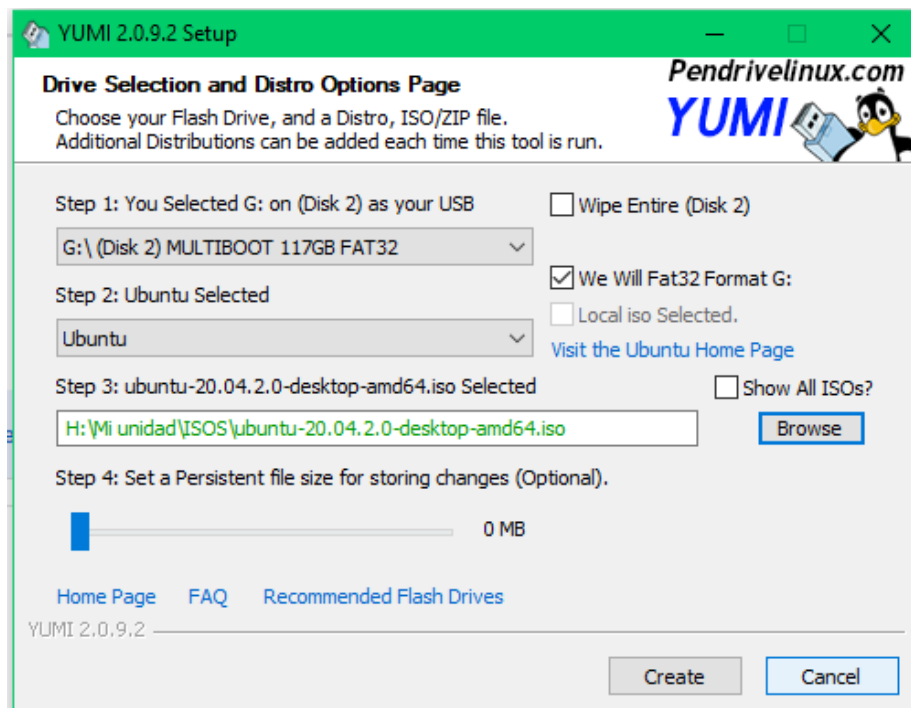 YUMI 2.0.9.2 Setup
Drive Selection and Distro Options Page
Choose your Flash Drive, and a Distro, ISO/ZIP file.
Additional Distributions can be added each time this tool is run.
Pendrivelinux.com
YUMI
Step 1: You Selected G: on (Disk 2) as your USB
Wipe Entire (Disk 2)
G:\ (Disk 2) MULTIBOOT 117GB FAT32
We Will Fat32 Format G:
Step 2: Ubuntu Selected
Local iso Selected.
Ubuntu
Visit the Ubuntu Home Page
Step 3: ubuntu-20.04.2.0-desktop-amd64.iso Selected
Show All ISOs?
H:\Mi unidad\ISOS\ubuntu-20.04.2.0-desktop-amd64.iso
Browse
Step 4: Set a Persistent file size for storing changes (Optional).
0 MB
Home Page FAQ Recommended Flash Drives
YUMI 2.0.9.2
Create Cancel